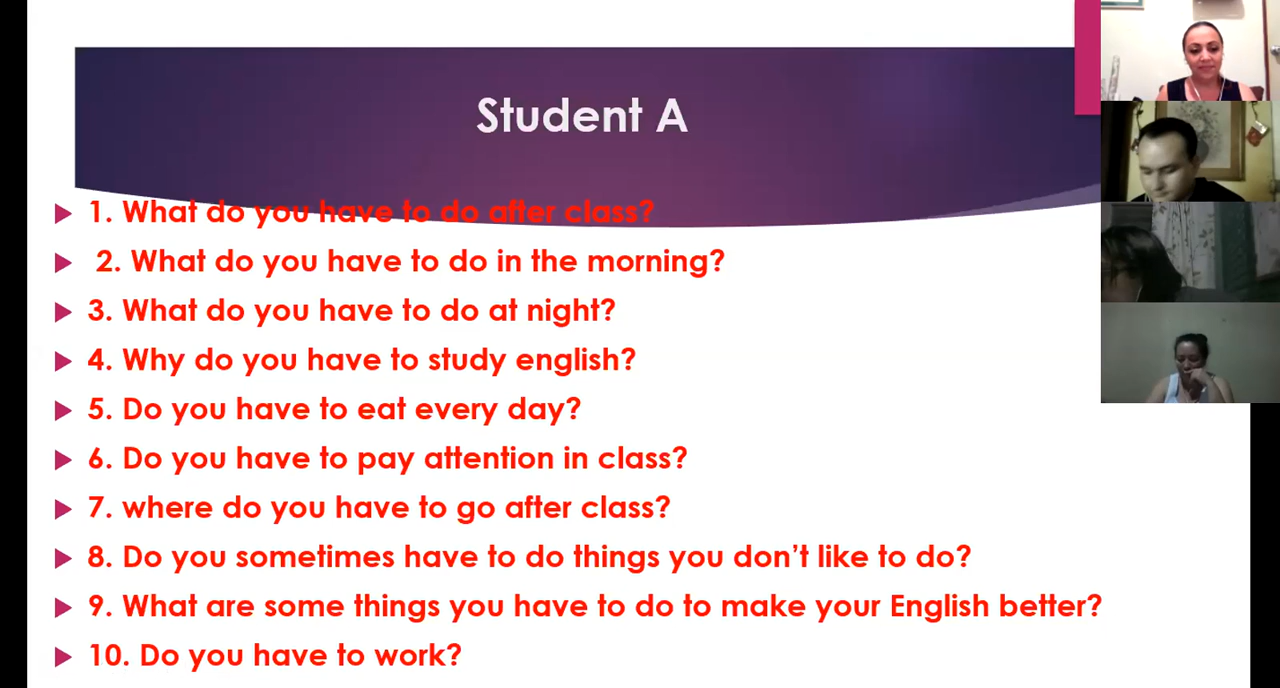 Student A
1. What do you have to do after class?
2. What do you have to do in the morning?
3. What do you have to do at night?
4. Why do you have to study english?
5. Do you have to eat every day?
6. Do you have to pay attention in class?
7. where do you have to go after class?
8. Do you sometimes have to do things you don’t like to do?
9. What are some things you have to do to make your English better?
10. Do you have to work?